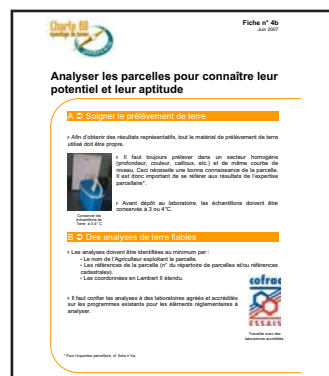 Charte 88
épandage de boues
Fiche n° 4b
Juin 2007
Analyser les parcelles pour connaître leur
potentiel et leur aptitude
A ➲ Soigner le prélèvement de terre
Afin d'obtenir des résultats représentatifs, tout le matériel de prélèvement de terre
utilisé doit être propre.
Il faut toujours prélever dans un secteur homogène
(profondeur, couleur, cailloux, etc.) et de même courbe de
niveau. Ceci nécessite une bonne connaissance de la parcelle.
Il est donc important de se référer aux résultats de l'expertise
parcellaire*.
Avant dépôt au laboratoire, les échantillons doivent être
conservés à 3 ou 4°C.
Conserver les
échantillons de
Terre à 3-4° C
B ➲ Des analyses de terre fiables
Les analyses doivent être identifiées au minimum par :
• Le nom de l'Agriculteur exploitant la parcelle.
• Les références de la parcelle (n° du répertoire de parcelles et/ou références
cadastrales).
• Les coordonnées en Lambert II étendu.
Il faut confier les analyses à des laboratoires agréés et accrédités
sur les programmes existants pour les éléments réglementaires à
analyser.
cofrac
ESSAIS
Travailler avec des
laboratoires accrédités.
* Pour l'expertise parcellaire, cf. fiche n°4a